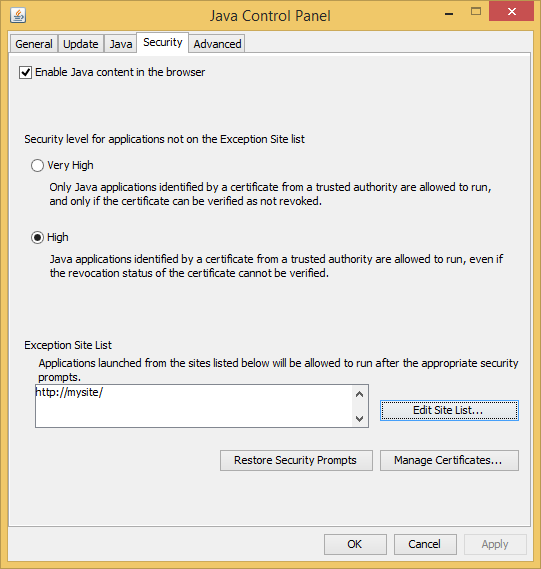 Java Control Panel
General Update Java Security Advanced
Enable Java content in the browser
Security level for applications not on the Exception Site list
Very High
Only Java applications identified by a certificate from a trusted authority are allowed to run,
and only if the certificate can be verified as not revoked.
High
Java applications identified by a certificate from a trusted authority are allowed to run, even if
the revocation status of the certificate cannot be verified.
Exception Site List
Applications launched from the sites listed below will be allowed to run after the appropriate security
prompts.
http://mysite/
Edit Site List...
Restore Security Prompts Manage Certificates...
OK Cancel Apply